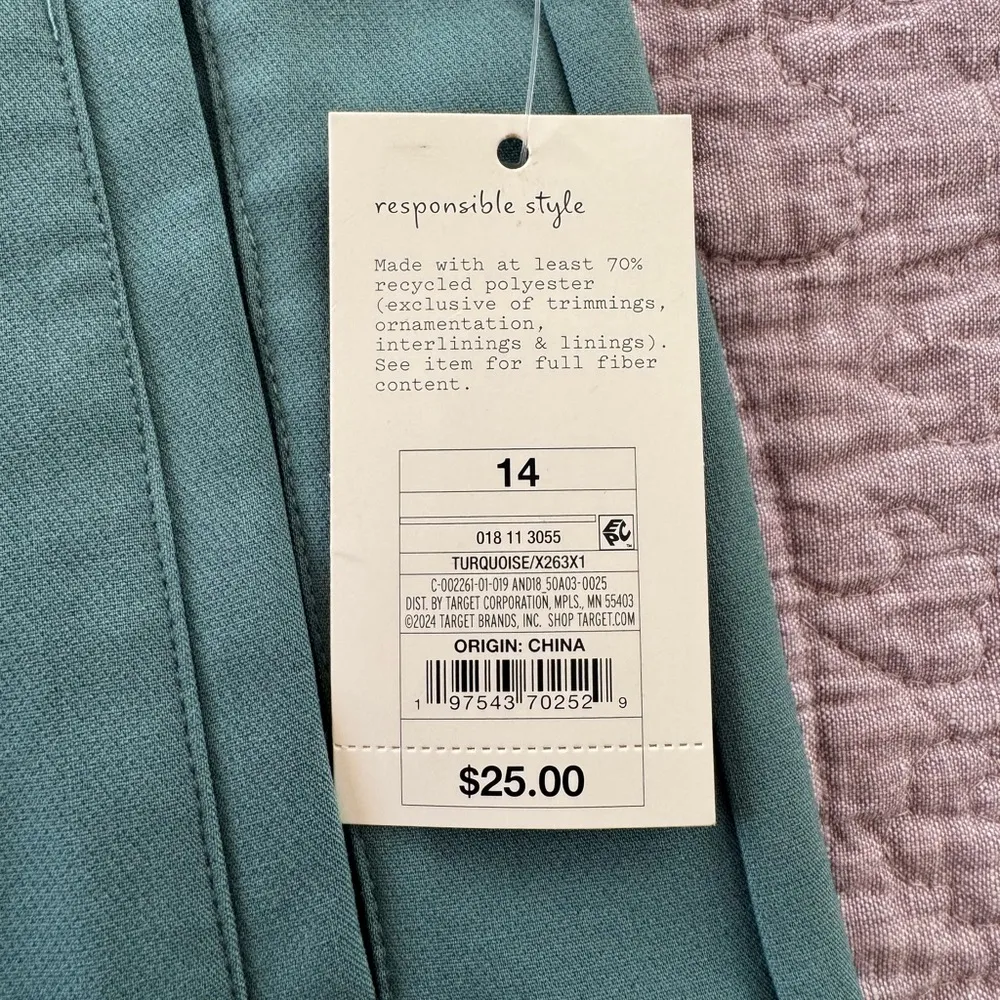 responsible style
Made with at least 70%
recycled polyester
(exclusive of trimmings,
ornamentation,
interlinings & linings).
See item for full fiber
content.
14
018 11 3055
EPC
TURQUOISE/X263X1
C-002261-01-019 AND18_50A03-0025
DIST. BY TARGET CORPORATION, MPLS., MN 55403
©2024 TARGET BRANDS, INC. SHOP TARGET.COM
ORIGIN: CHINA
1 97543 70252 9
$25.00